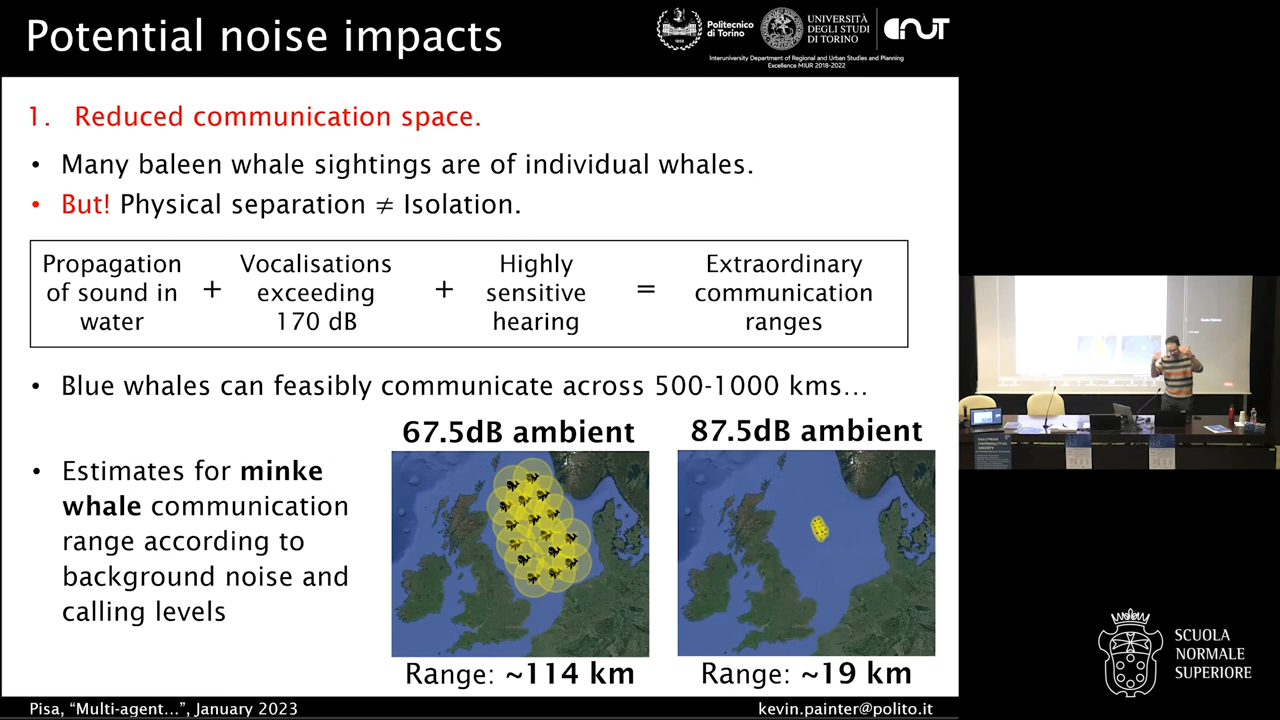 Potential noise impacts
Politecnico
di Torino
UNIVERSITÀ
DEGLI STUDI
DI TORINO
Interuniversity Department of Regional and Urban Studies and Planning
Excellence MIUR 2018-2022
1. Reduced communication space.
• Many baleen whale sightings are of individual whales.
• But! Physical separation ≠ Isolation.
Propagation of sound in water + Vocalisations exceeding 170 dB + Highly sensitive hearing = Extraordinary communication ranges
• Blue whales can feasibly communicate across 500-1000 kms…
• Estimates for minke
whale communication
range according to
background noise and
calling levels
67.5dB ambient
87.5dB ambient
Range: ~114 km
Range: ~19 km
Pisa, “Multi-agent...”, January 2023
kevin.painter@polito.it
SCUOLA
NORMALE
SUPERIORE